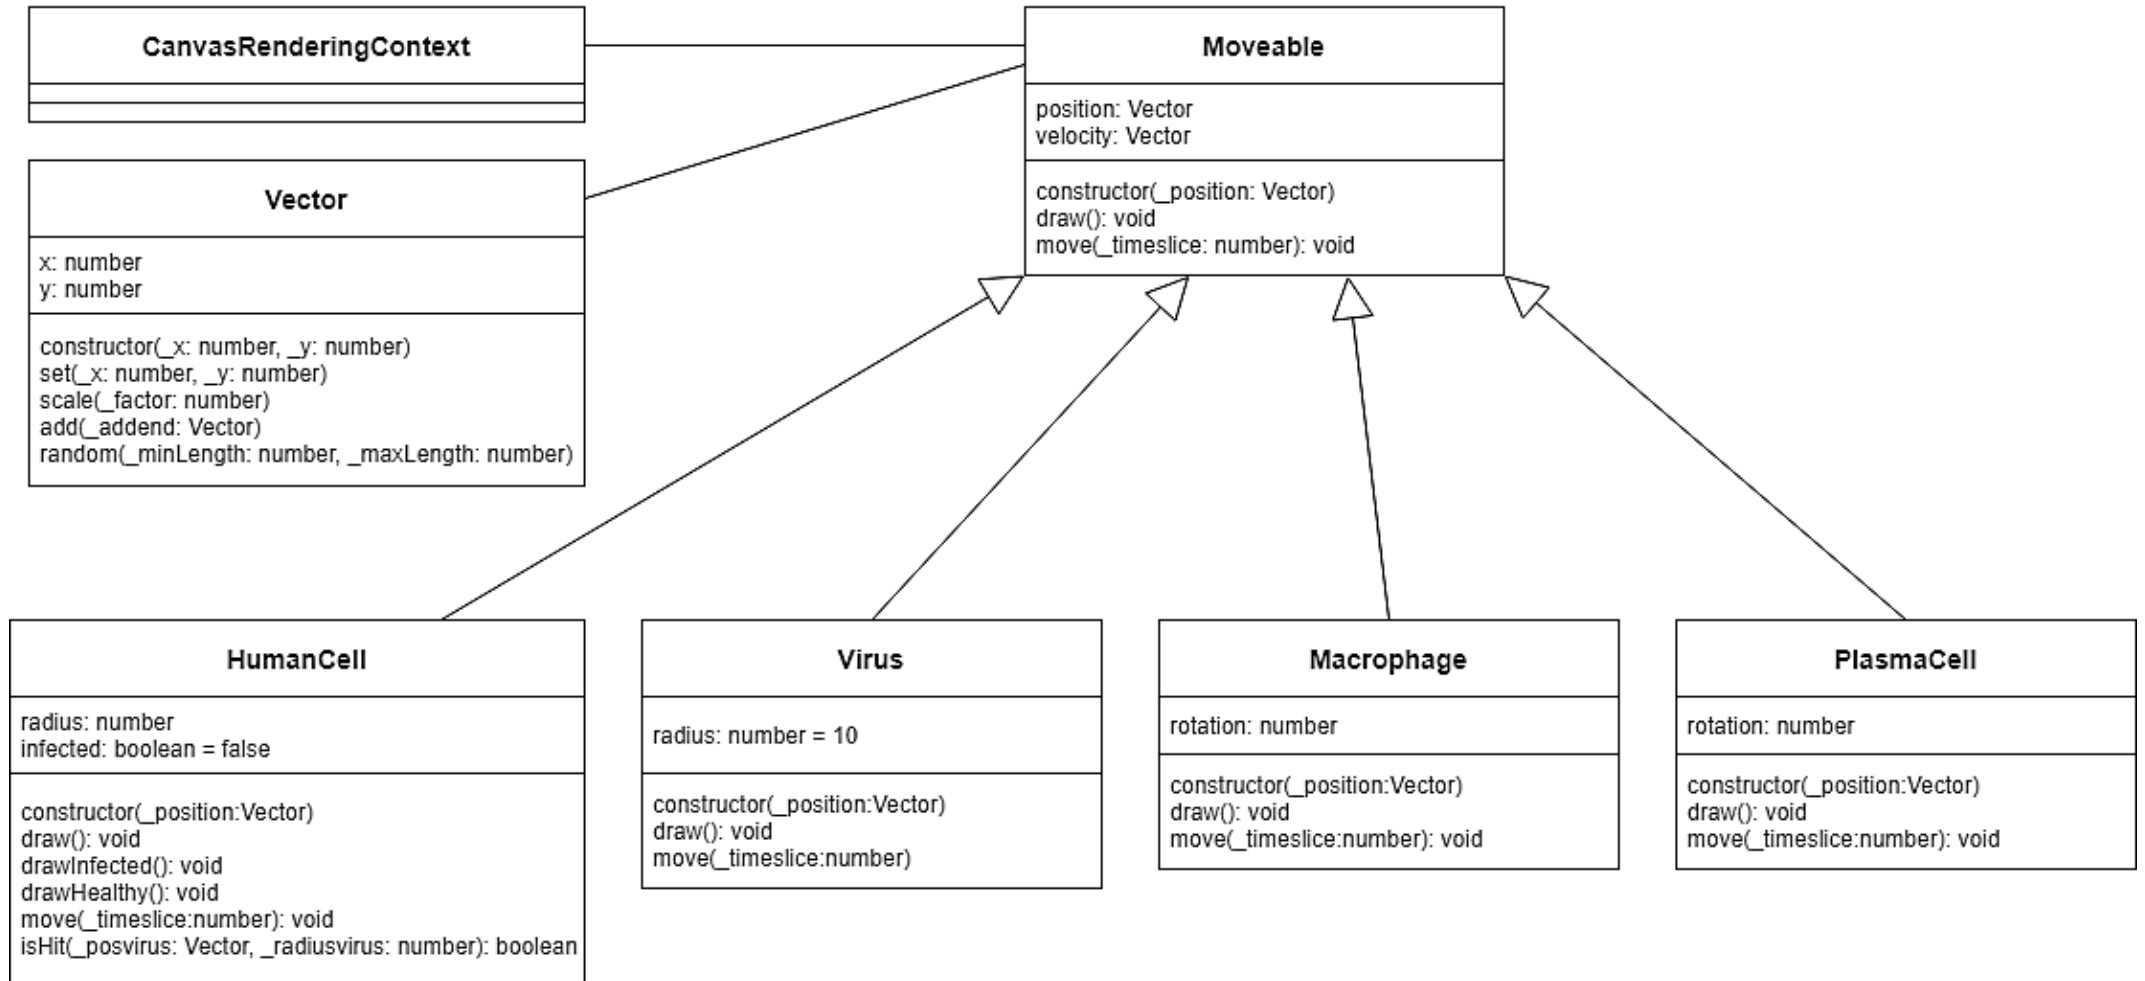 CanvasRenderingContext
Moveable
position: Vector
velocity: Vector
constructor(_position: Vector)
draw(): void
move(_timeslice: number): void
Vector
x: number
y: number
constructor(_x: number, _y: number)
set(_x: number, _y: number)
scale(_factor: number)
add(_addend: Vector)
random(_minLength: number, _maxLength: number)
HumanCell
radius: number
infected: boolean = false
constructor(_position:Vector)
draw(): void
drawInfected(): void
drawHealthy(): void
move(_timeslice:number): void
isHit(_posvirus: Vector, _radiusvirus: number): boolean
Virus
radius: number = 10
constructor(_position:Vector)
draw(): void
move(_timeslice:number)
Macrophage
rotation: number
constructor(_position:Vector)
draw(): void
move(_timeslice:number): void
PlasmaCell
rotation: number
constructor(_position:Vector)
draw(): void
move(_timeslice:number): void